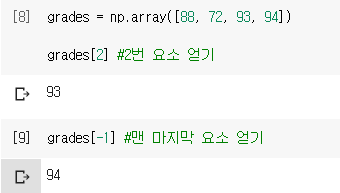 [8] grades = np.array([88, 72, 93, 94])
grades[2] #2번 요소 얻기
93
[9] grades[-1] #맨 마지막 요소 얻기
94